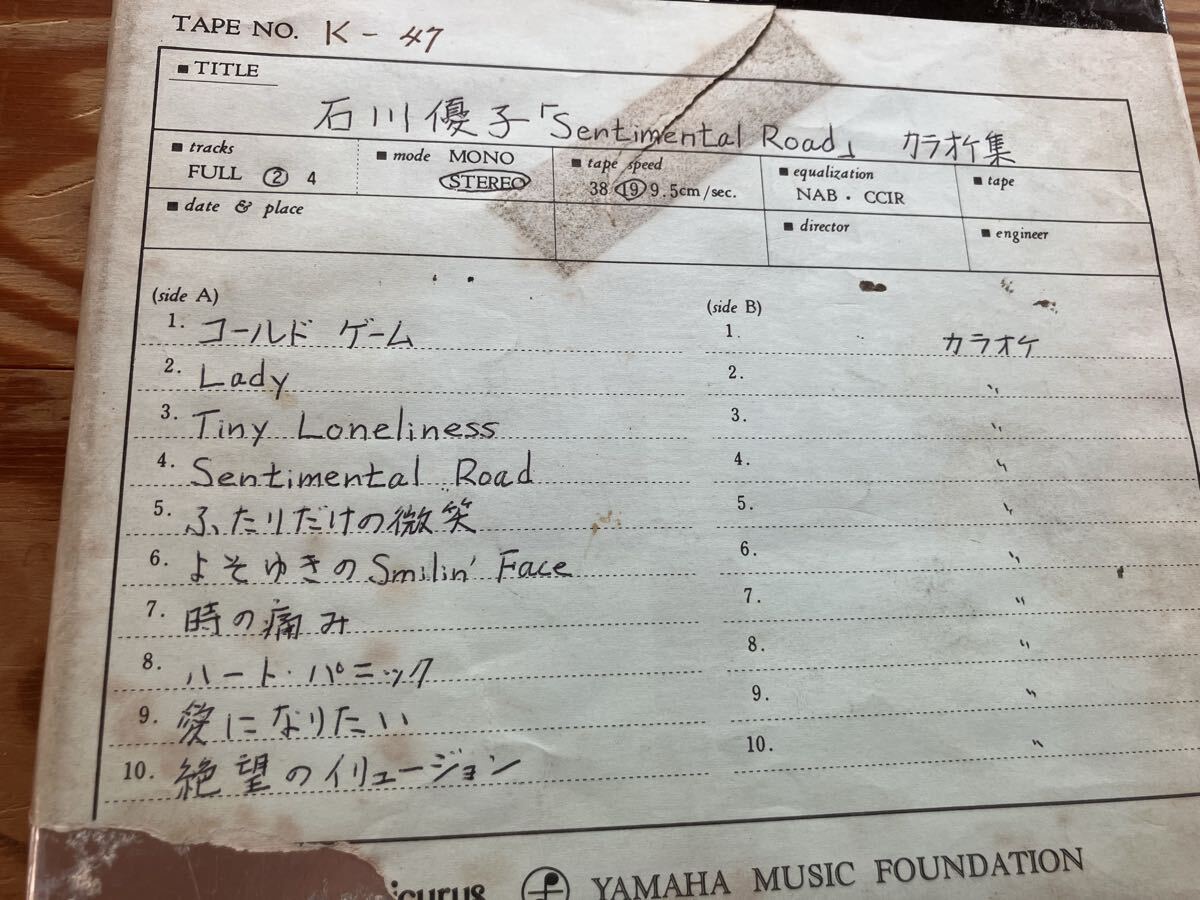 TAPE NO. K-47
■ TITLE
石川優子「Sentimental Road」 カラオケ集
■ tracks
FULL ② 4
■ mode MONO
STEREO
■ tape speed
38 19 9.5cm/sec.
■ equalization
NAB・CCIR
■ tape
■ date & place
■ director
■ engineer
(side A)
1. コールド ゲーム
2. Lady
3. Tiny Loneliness
4. Sentimental Road
5. ふたりだけの微笑
6. よそゆきのSmilin' Face
7. 時の痛み
8. ハート・パニック
9. 愛になりたい
10. 絶望のイリュージョン
(side B)
1. カラオケ
2. 〃
3. 〃
4. 〃
5. 〃
6. 〃
7. 〃
8. 〃
9. 〃
10. 〃
YAMAHA MUSIC FOUNDATION